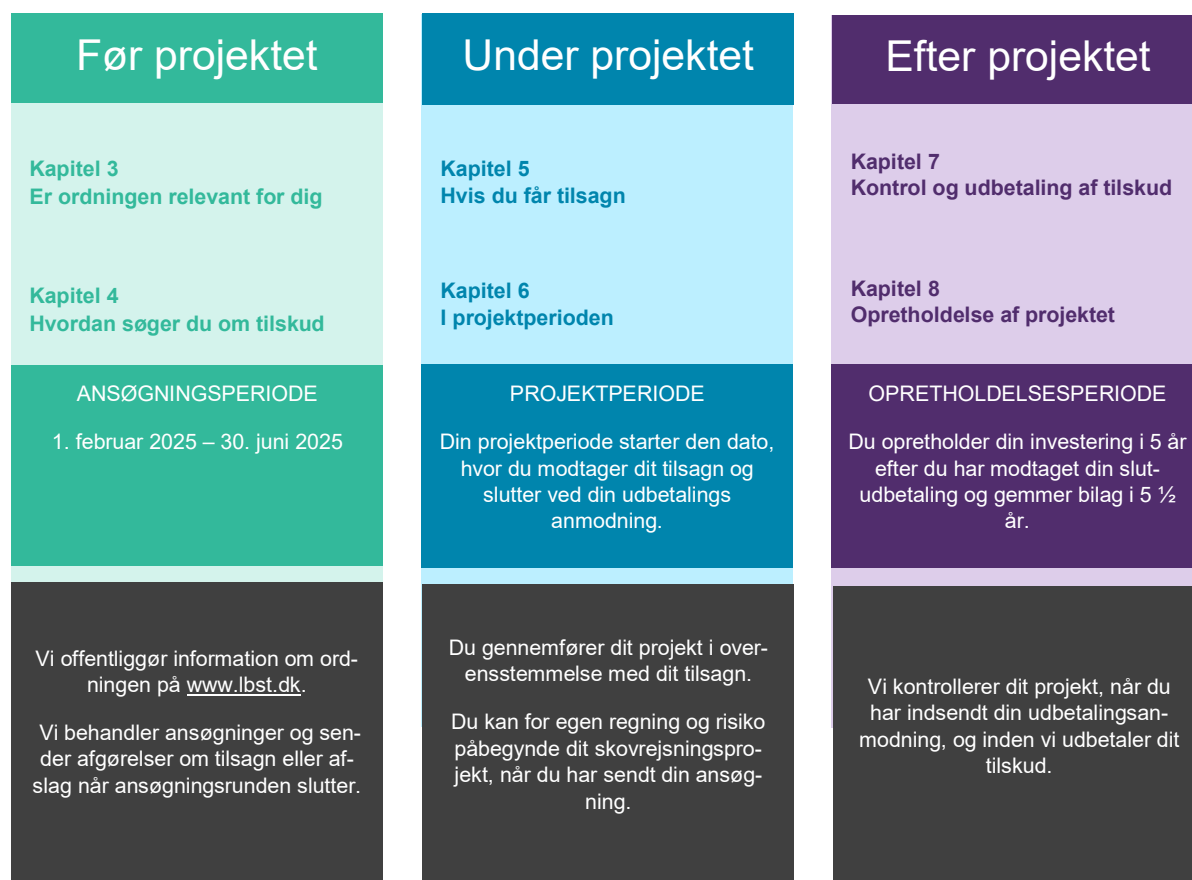 Før projektet
Kapitel 3
Er ordningen relevant for dig
Kapitel 4
Hvordan søger du om tilskud
ANSØGNINGSPERIODE
1. februar 2025 – 30. juni 2025
Vi offentliggør information om ord-
ningen på www.lbst.dk.
Vi behandler ansøgninger og sen-
der afgørelser om tilsagn eller af-
slag når ansøgningsrunden slutter.
Under projektet
Kapitel 5
Hvis du får tilsagn
Kapitel 6
I projektperioden
PROJEKTPERIODE
Din projektperiode starter den dato,
hvor du modtager dit tilsagn og
slutter ved din udbetalings
anmodning.
Du gennemfører dit projekt i over-
ensstemmelse med dit tilsagn.
Du kan for egen regning og risiko
påbegynde dit skovrejsningspro-
jekt, når du har sendt din ansøg-
ning.
Efter projektet
Kapitel 7
Kontrol og udbetaling af tilskud
Kapitel 8
Opretholdelse af projektet
OPRETHOLDELSESPERIODE
Du opretholder din investering i 5 år
efter du har modtaget din slut-
udbetaling og gemmer bilag i 5 ½
år.
Vi kontrollerer dit projekt, når du
har indsendt din udbetalingsan-
modning, og inden vi udbetaler dit
tilskud.